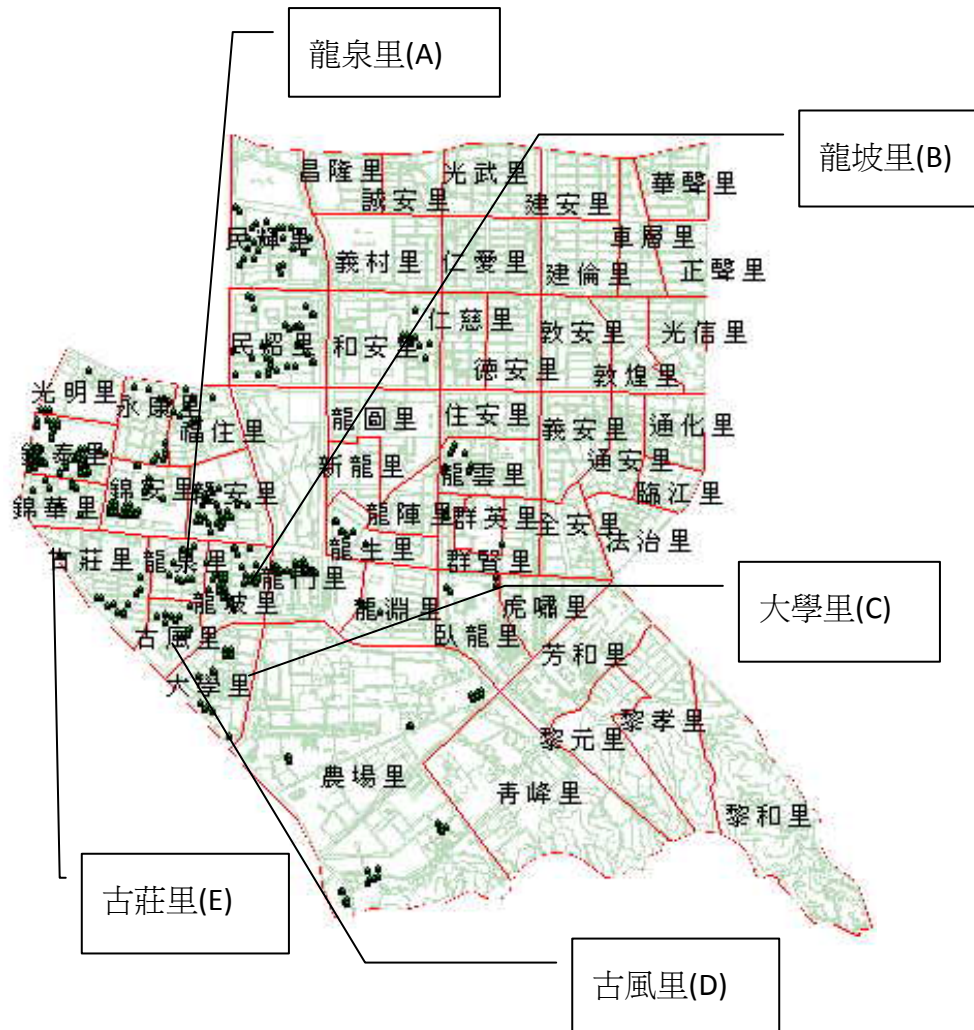 龍泉里(A)
龍坡里(B)
昌隆里
誠安里
光武里
建安里
華聲里
民輝里
義村里
仁愛里
建倫里
車層里
正聲里
民炤里
和安里
仁慈里
德安里
敦安里
敦煌里
光信里
光明里
永康里
福住里
龍圖里
住安里
義安里
通化里
錦泰里
錦安里
龍安里
新龍里
龍雲里
通安里
臨江里
錦華里
龍陣里
群英里
全安里
法治里
古莊里
龍泉里
龍門里
龍生里
群賢里
龍坡里
龍淵里
臥龍里
虎嘯里
古風里
大學里
芳和里
大學里(C)
農場里
青峰里
黎元里
黎孝里
黎和里
古莊里(E)
古風里(D)